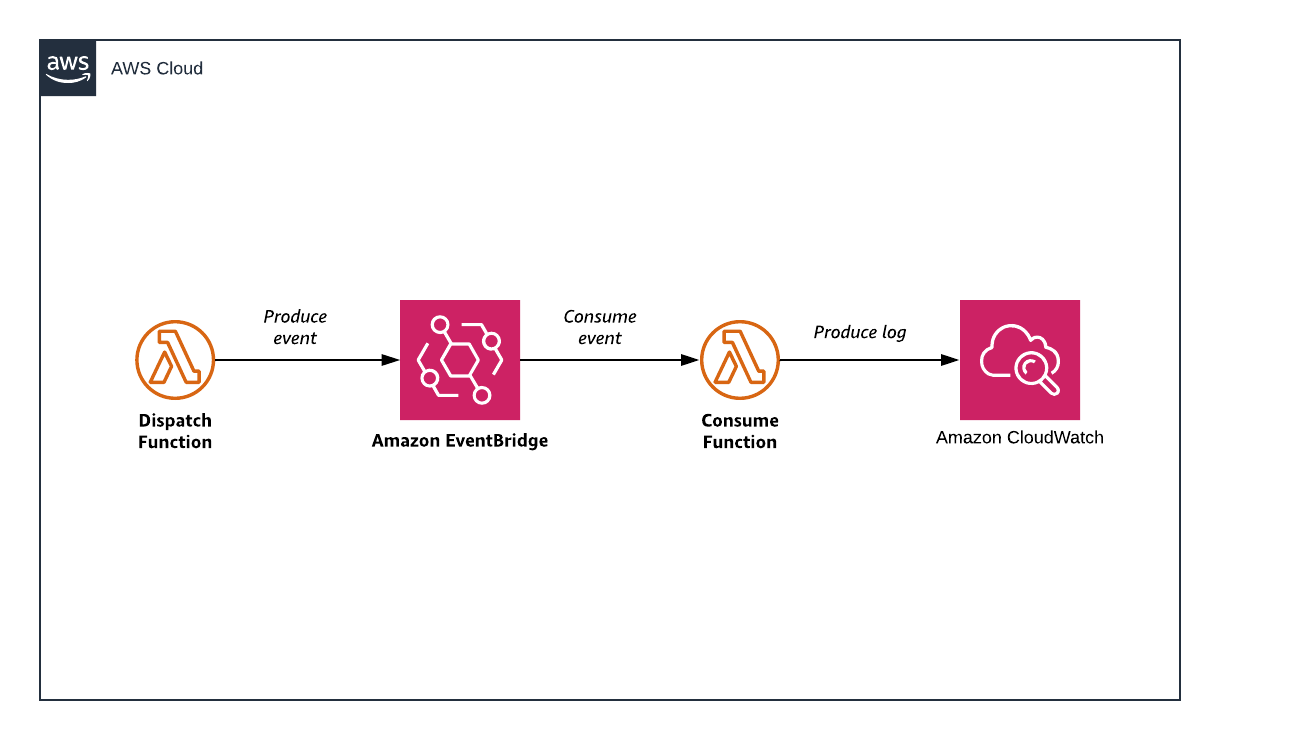 aws
AWS Cloud
Produce
event
Consume
event
Produce log
Dispatch
Function
Amazon EventBridge
Consume
Function
Amazon CloudWatch